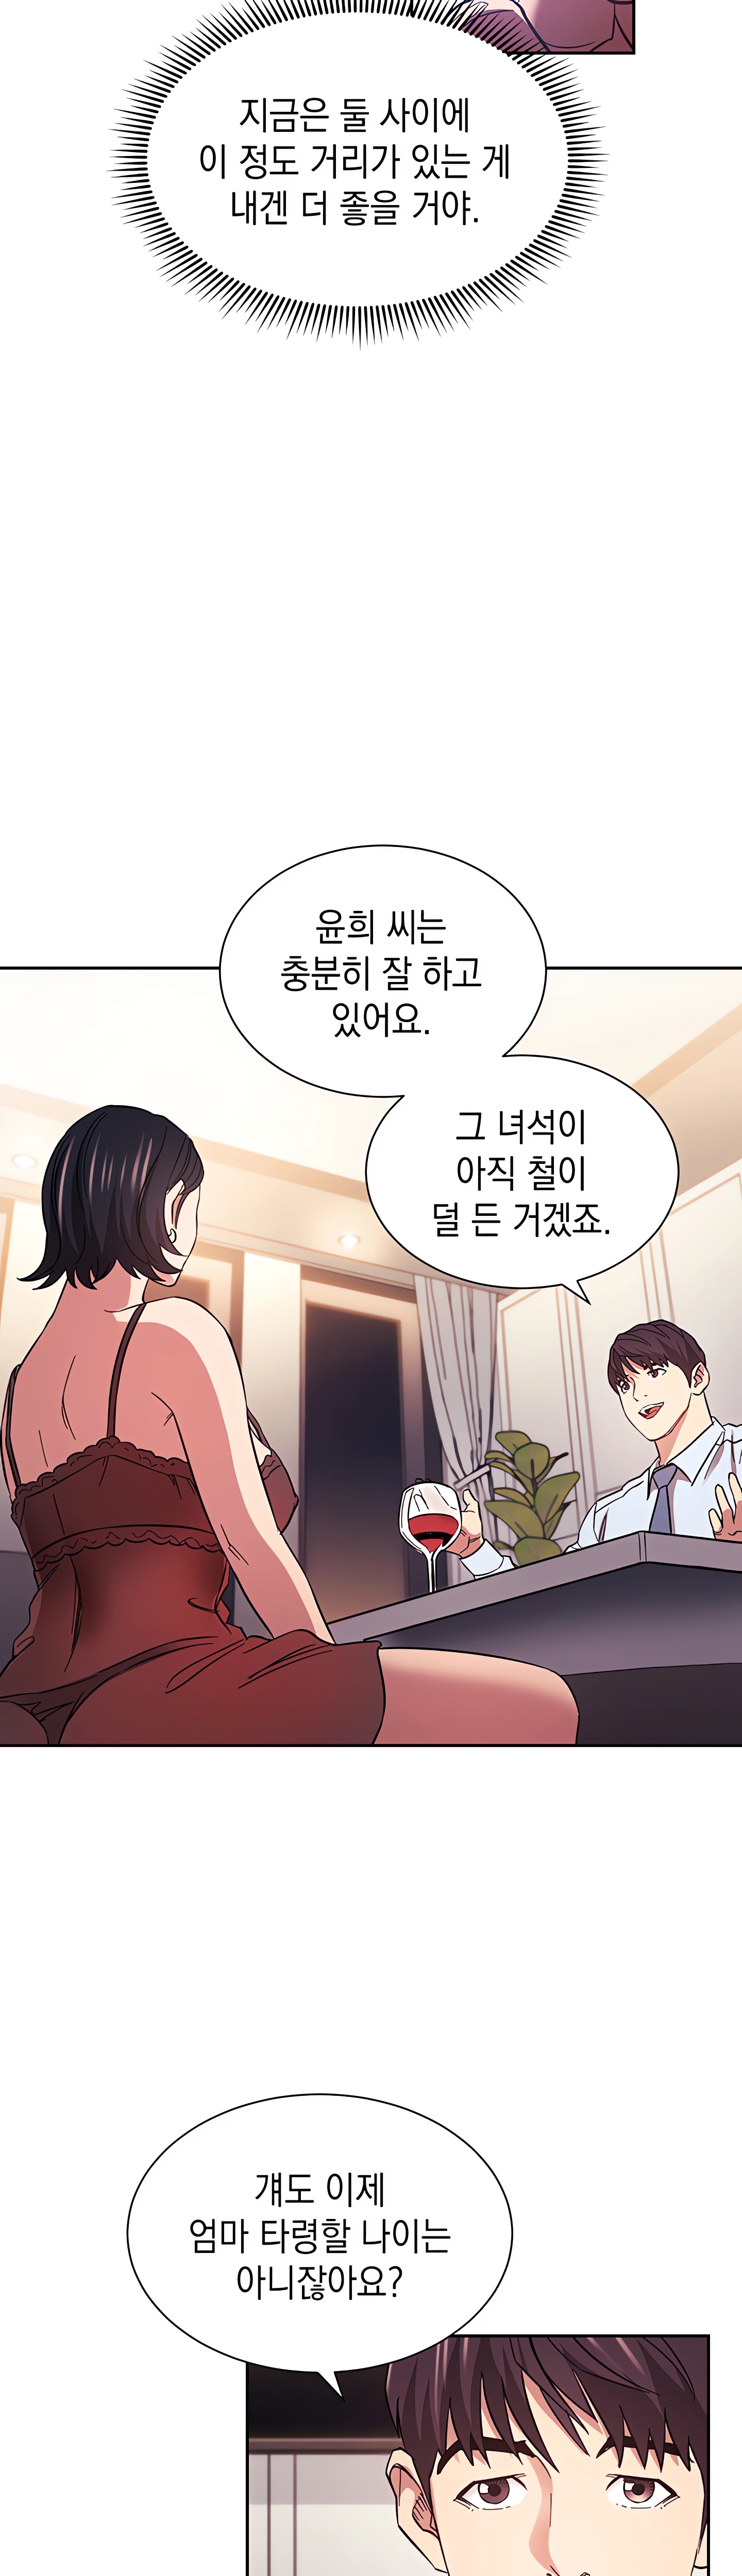 지금은 둘 사이에
이 정도 거리가 있는 게
내겐 더 좋을 거야.
윤희 씨는
충분히 잘 하고
있어요.
그 녀석이
아직 철이
덜 든 거겠죠.
걔도 이제
엄마 타령할 나이는
아니잖아요?